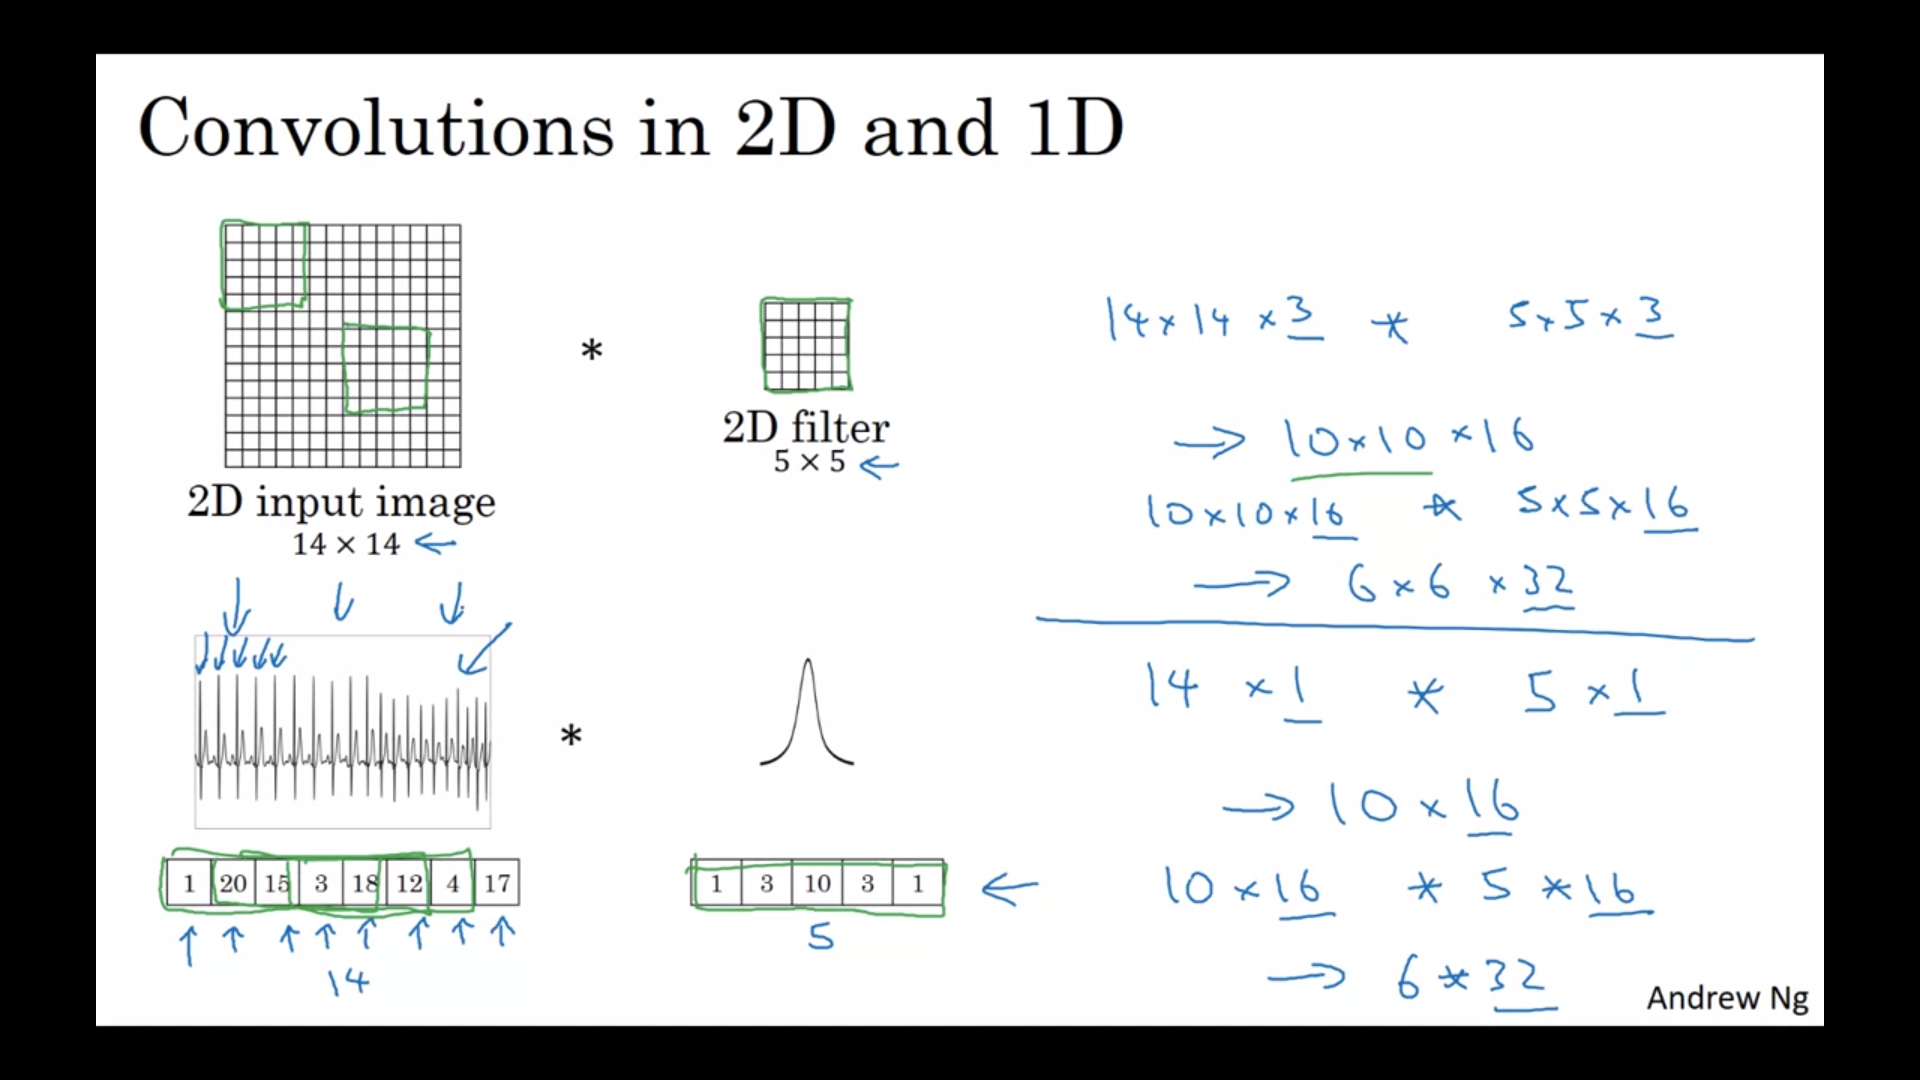 Convolutions in 2D and 1D
*
2D filter
5 × 5 ←
2D input image
14 × 14 ←
14 × 14 × 3 * 5 × 5 × 3
→ 10 × 10 × 16
10 × 10 × 16 * 5 × 5 × 16
→ 6 × 6 × 32
*
1 20 15 3 18 12 4 17
14
1 3 10 3 1 ←
5
14 × 1 * 5 × 1
→ 10 × 16
10 × 16 * 5 * 16
→ 6 * 32
Andrew Ng